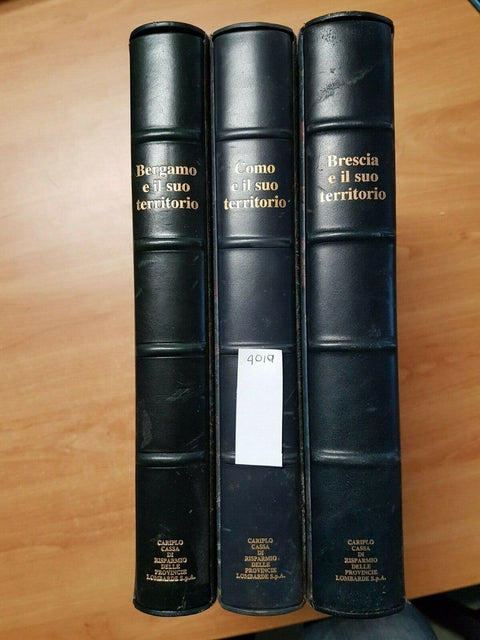 Bergamo
e il suo
territorio
CARIPLO
CASSA
DI
RISPARMIO
DELLE
PROVINCIE
LOMBARDE S.p.A.
Como
e il suo
territorio
4019
CARIPLO
CASSA
DI
RISPARMIO
DELLE
PROVINCIE
LOMBARDE S.p.A.
Brescia
e il suo
territorio
CARIPLO
CASSA
DI
RISPARMIO
DELLE
PROVINCIE
LOMBARDE S.p.A.